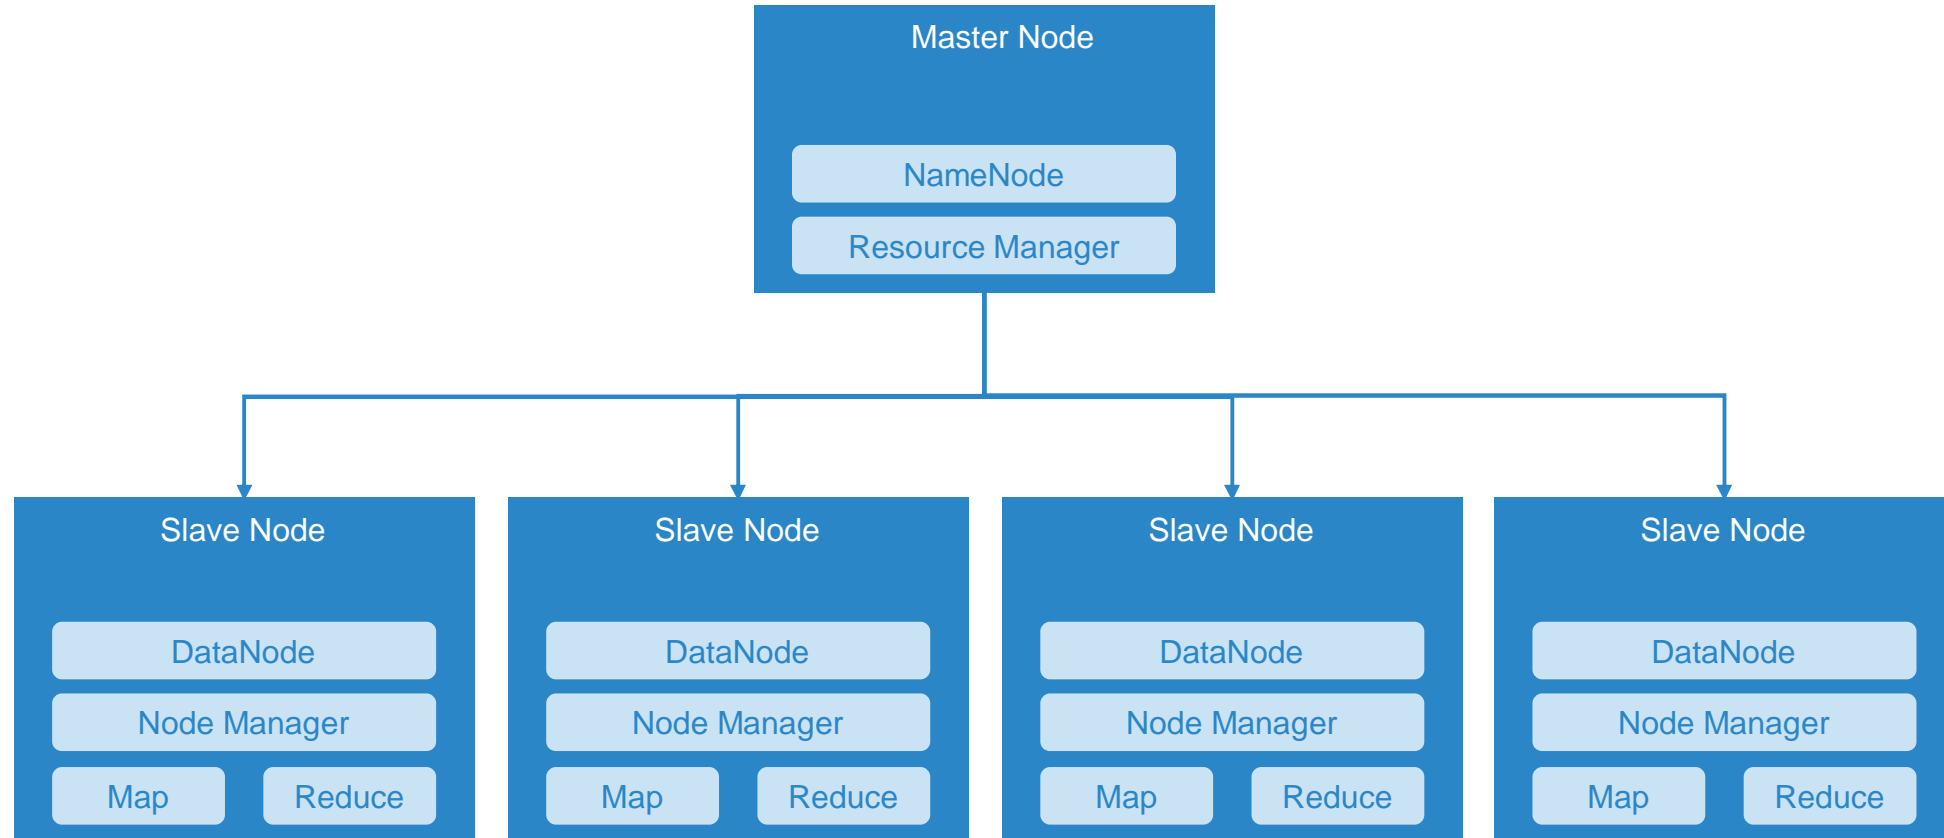 Master Node
NameNode
Resource Manager
Slave Node
DataNode
Node Manager
Map
Reduce
Slave Node
DataNode
Node Manager
Map
Reduce
Slave Node
DataNode
Node Manager
Map
Reduce
Slave Node
DataNode
Node Manager
Map
Reduce